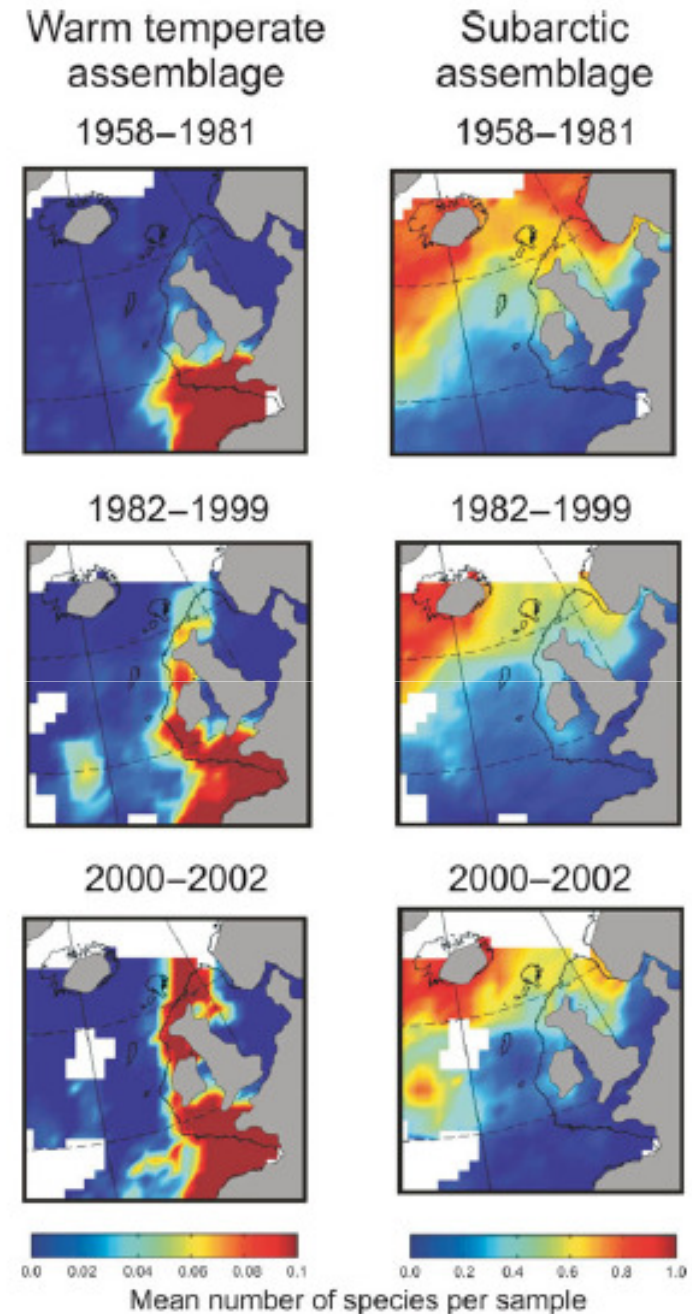 Warm temperate
assemblage
Subarctic
assemblage
1958–1981
1958–1981
1982–1999
1982–1999
2000–2002
2000–2002
0.0 0.02 0.04 0.06 0.08 0.1
0.0 0.2 0.4 0.6 0.8 1.0
Mean number of species per sample